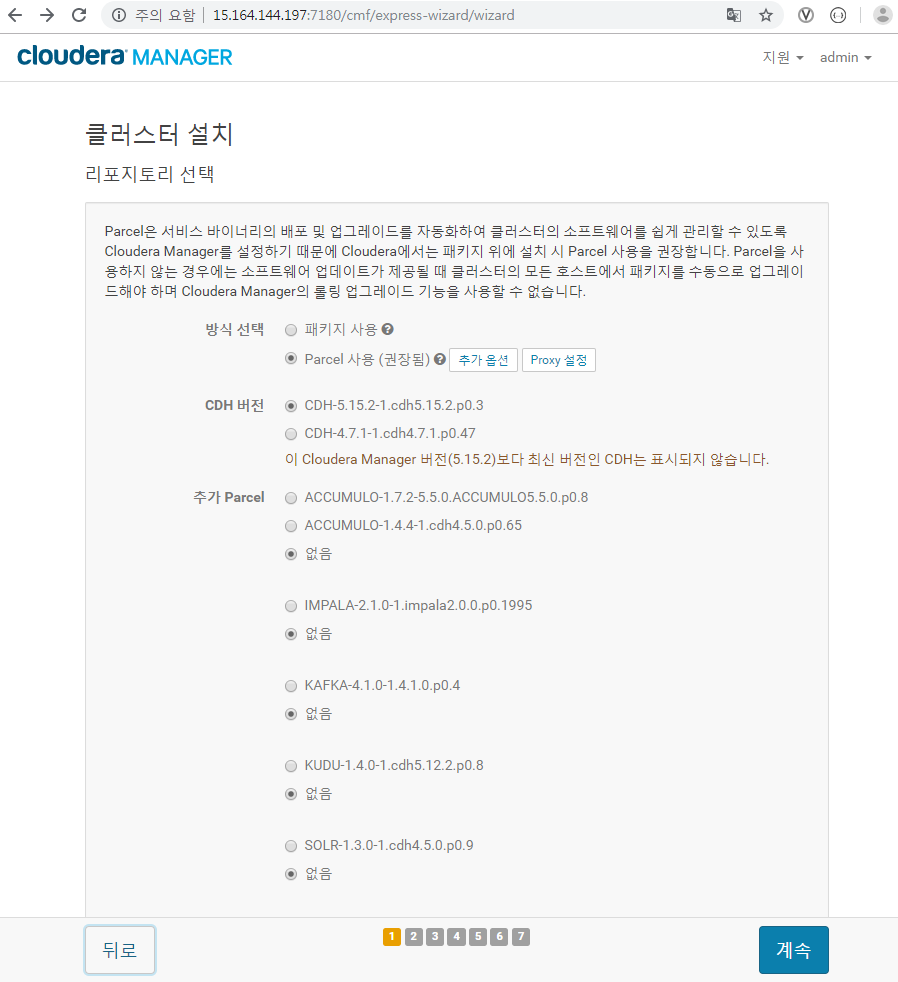 주의 요함 15.164.144.197:7180/cmf/express-wizard/wizard
cloudera MANAGER
지원 admin
클러스터 설치
리포지토리 선택
Parcel은 서비스 바이너리의 배포 및 업그레이드를 자동화하여 클러스터의 소프트웨어를 쉽게 관리할 수 있도록
Cloudera Manager를 설정하기 때문에 Cloudera에서는 패키지 위에 설치 시 Parcel 사용을 권장합니다. Parcel을 사
용하지 않는 경우에는 소프트웨어 업데이트가 제공될 때 클러스터의 모든 호스트에서 패키지를 수동으로 업그레이
드해야 하며 Cloudera Manager의 롤링 업그레이드 기능을 사용할 수 없습니다.
방식 선택 패키지 사용
Parcel 사용 (권장됨) 추가 옵션 Proxy 설정
CDH 버전 CDH-5.15.2-1.cdh5.15.2.p0.3
CDH-4.7.1-1.cdh4.7.1.p0.47
이 Cloudera Manager 버전(5.15.2)보다 최신 버전인 CDH는 표시되지 않습니다.
추가 Parcel ACCUMULO-1.7.2-5.5.0.ACCUMULO5.5.0.p0.8
ACCUMULO-1.4.4-1.cdh4.5.0.p0.65
없음
IMPALA-2.1.0-1.impala2.0.0.p0.1995
없음
KAFKA-4.1.0-1.4.1.0.p0.4
없음
KUDU-1.4.0-1.cdh5.12.2.p0.8
없음
SOLR-1.3.0-1.cdh4.5.0.p0.9
없음
뒤로 1 2 3 4 5 6 7 계속